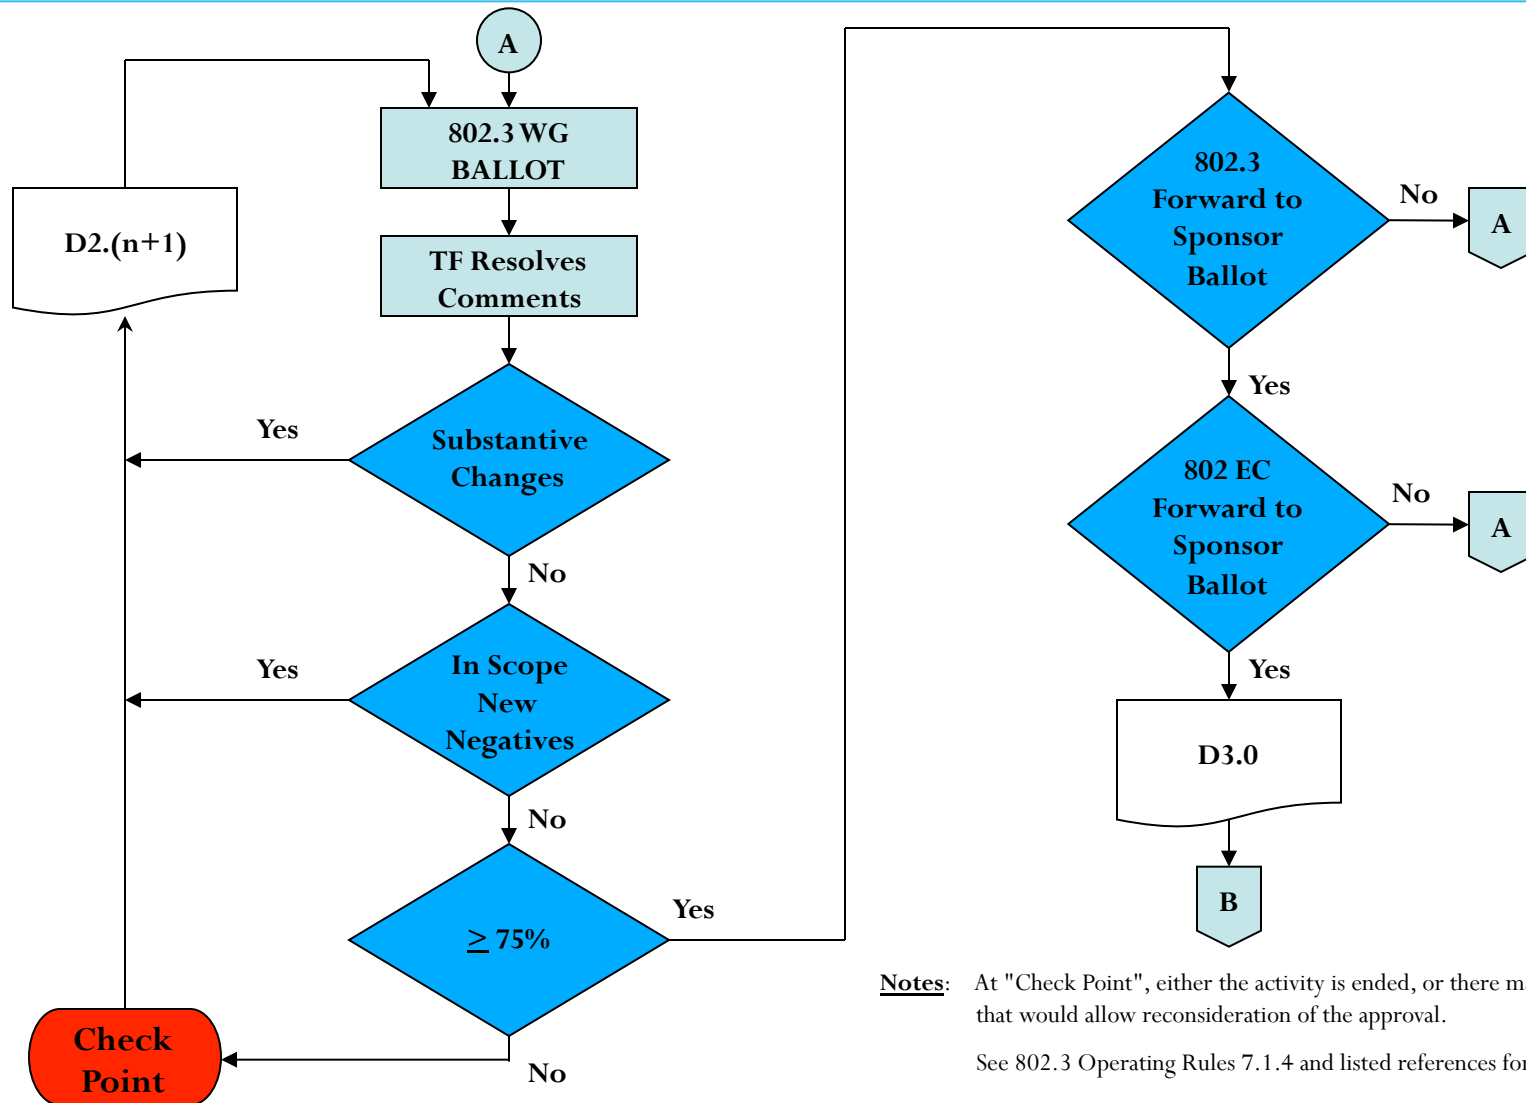 A
802.3 WG
BALLOT
D2.(n+1)
TF Resolves
Comments
Yes
Substantive
Changes
No
Yes
In Scope
New
Negatives
No
≥ 75%
Yes
No
Check
Point
802.3
Forward to
Sponsor
Ballot
No
A
Yes
802 EC
Forward to
Sponsor
Ballot
No
A
Yes
D3.0
B
Notes: At "Check Point", either the activity is ended, or there
that would allow reconsideration of the approval.
See 802.3 Operating Rules 7.1.4 and listed references for